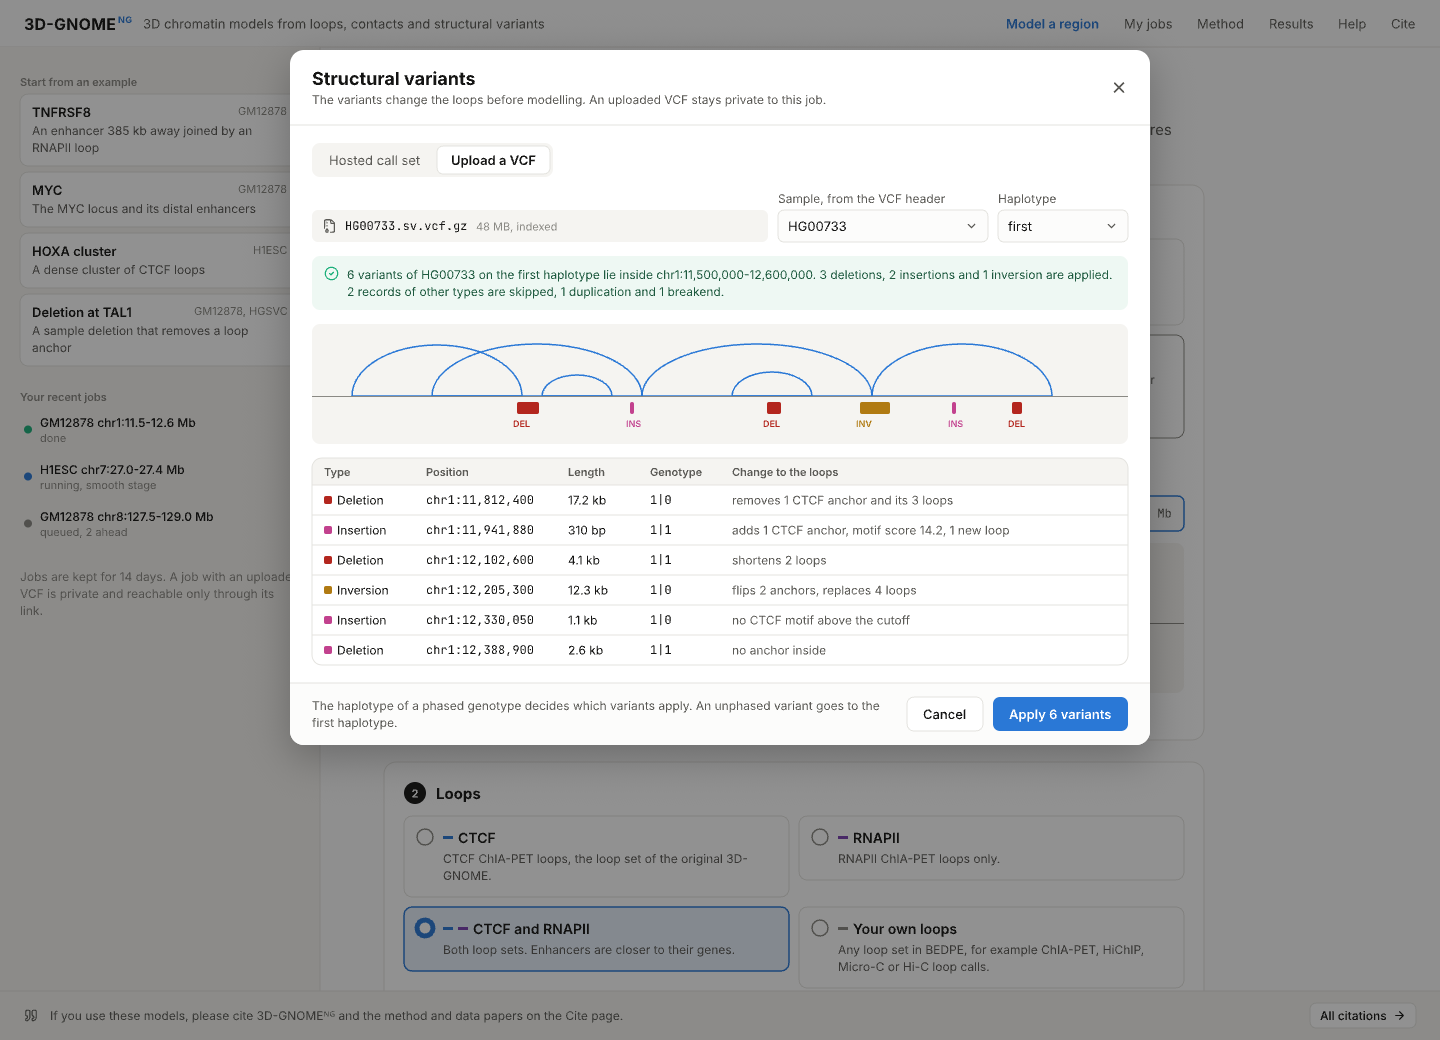 3D-GNOME NG 3D chromatin models from loops, contacts and structural variants
Model a region My jobs Method Results Help Cite
Start from an example
TNFRSF8 GM12878
An enhancer 385 kb away joined by an
RNAPII loop
MYC GM12878
The MYC locus and its distal enhancers
HOXA cluster H1ESC
A dense cluster of CTCF loops
Deletion at TAL1 GM12878, HGSVC
A sample deletion that removes a loop
anchor
Your recent jobs
GM12878 chr1:11.5-12.6 Mb
done
H1ESC chr7:27.0-27.4 Mb
running, smooth stage
GM12878 chr8:127.5-129.0 Mb
queued, 2 ahead
Jobs are kept for 14 days. A job with an uploade
VCF is private and reachable only through its
link.
Structural variants
The variants change the loops before modelling. An uploaded VCF stays private to this job.
Hosted call set Upload a VCF
Sample, from the VCF header Haplotype
HG00733.sv.vcf.gz 48 MB, indexed HG00733 first
6 variants of HG00733 on the first haplotype lie inside chr1:11,500,000-12,600,000. 3 deletions, 2 insertions and 1 inversion are applied.
2 records of other types are skipped, 1 duplication and 1 breakend.
DEL INS DEL INV INS DEL
Type Position Length Genotype Change to the loops
Deletion chr1:11,812,400 17.2 kb 1|0 removes 1 CTCF anchor and its 3 loops
Insertion chr1:11,941,880 310 bp 1|1 adds 1 CTCF anchor, motif score 14.2, 1 new loop
Deletion chr1:12,102,600 4.1 kb 1|1 shortens 2 loops
Inversion chr1:12,205,300 12.3 kb 1|0 flips 2 anchors, replaces 4 loops
Insertion chr1:12,330,050 1.1 kb 1|0 no CTCF motif above the cutoff
Deletion chr1:12,388,900 2.6 kb 1|1 no anchor inside
The haplotype of a phased genotype decides which variants apply. An unphased variant goes to the
first haplotype.
Cancel Apply 6 variants
res
r
Mb
2 Loops
CTCF
CTCF ChIA-PET loops, the loop set of the original 3D-
GNOME.
RNAPII
RNAPII ChIA-PET loops only.
CTCF and RNAPII
Both loop sets. Enhancers are closer to their genes.
Your own loops
Any loop set in BEDPE, for example ChIA-PET, HiChIP,
Micro-C or Hi-C loop calls.
If you use these models, please cite 3D-GNOMEᴺᴳ and the method and data papers on the Cite page.
All citations →